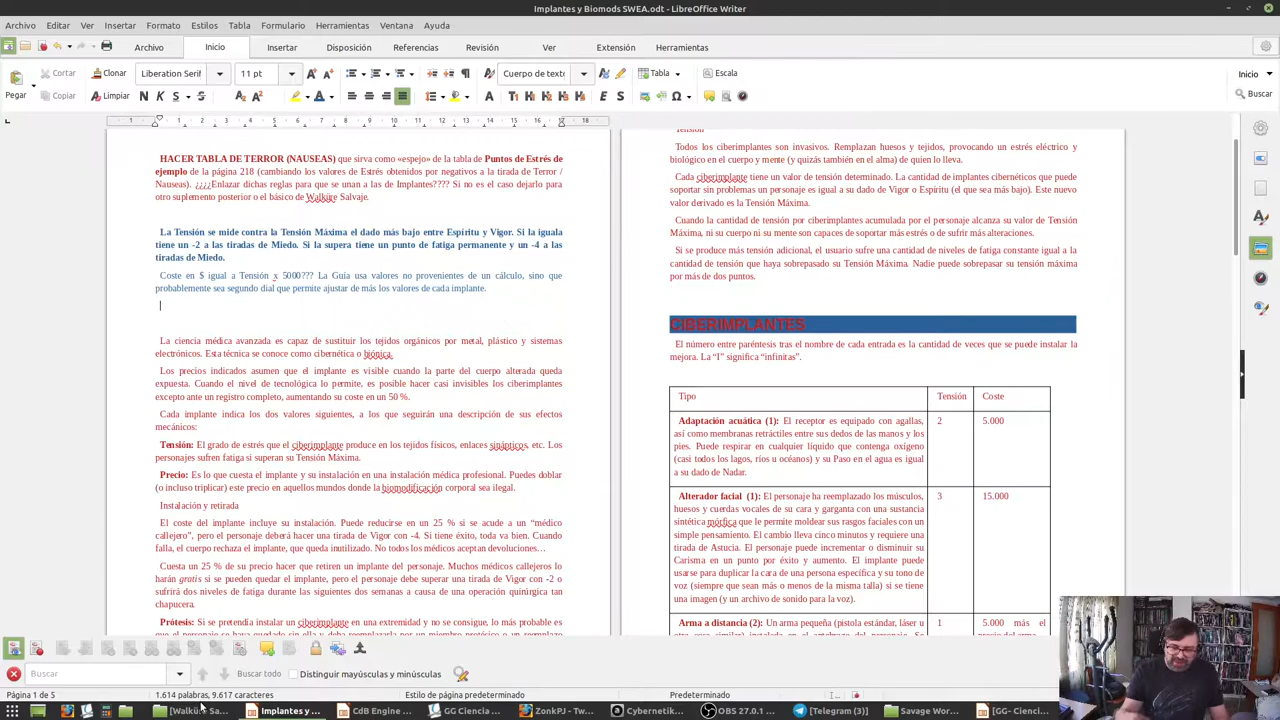 Implantes y Biomods SWEA.odt - LibreOffice Writer
Archivo Editar Ver Insertar Formato Estilos Tabla Formulario Herramientas Ventana Ayuda
Archivo Inicio Insertar Disposición Referencias Revisión Ver Extensión Herramientas
Pegar Cortar Clonar Liberation Serif 11 pt Cuerpo de texto Tabla Escala Inicio
Copiar Limpiar Buscar
HACER TABLA DE TERROR (NAUSEAS) que sirva como «espejo» de la tabla de Puntos de Estrés de
ejemplo de la página 218 (cambiando los valores de Estrés obtenidos por negativos a la tirada de Terror /
Nauseas). ¿¿¿¿Enlazar dichas reglas para que se unan a las de Implantes???? Si no es el caso dejarlo para
otro suplemento posterior o el básico de Walkure Salvaje.
La Tensión se mide contra la Tensión Máxima el dado más bajo entre Espíritu y Vigor. Si la iguala
tiene un -2 a las tiradas de Miedo. Si la supera tiene un punto de fatiga permanente y un -4 a las
tiradas de Miedo.
Coste en $ igual a Tensión x 5000??? La Guía usa valores no provenientes de un cálculo, sino que
probablemente sea segundo dial que permite ajustar de más los valores de cada implante.
La ciencia médica avanzada es capaz de sustituir los tejidos orgánicos por metal, plástico y sistemas
electrónicos. Esta técnica se conoce como cibernética o biónica.
Los precios indicados asumen que el implante es visible cuando la parte del cuerpo alterada queda
expuesta. Cuando el nivel de tecnológica lo permite, es posible hacer casi invisibles los ciberimplantes
excepto ante un registro completo, aumentando su coste en un 50 %.
Cada implante indica los dos valores siguientes, a los que seguirán una descripción de sus efectos
mecánicos:
Tensión: El grado de estrés que el ciberimplante produce en los tejidos físicos, enlaces sinápticos, etc. Los
personajes sufren fatiga si superan su Tensión Máxima.
Precio: Es lo que cuesta el implante y su instalación en una instalación médica profesional. Puedes doblar
(o incluso triplicar) este precio en aquellos mundos donde la biomodificación corporal sea ilegal.
Instalación y retirada
El coste del implante incluye su instalación. Puede reducirse en un 25 % si se acude a un “médico
callejero”, pero el personaje deberá hacer una tirada de Vigor con -4. Si tiene éxito, toda va bien. Cuando
falla, el cuerpo rechaza el implante, que queda inutilizado. No todos los médicos aceptan devoluciones…
Cuesta un 25 % de su precio hacer que retiren un implante del personaje. Muchos médicos callejeros lo
harán gratis si se pueden quedar el implante, pero el personaje debe superar una tirada de Vigor con -2 o
sufrirá dos niveles de fatiga durante las siguientes dos semanas a causa de una operación quirúrgica tan
chapucera.
Prótesis: Si se pretendía instalar un ciberimplante en una extremidad y no se consigue, lo más probable es
Tensión
Todos los ciberimplantes son invasivos. Remplazan huesos y tejidos, provocando un estrés eléctrico y
biológico en el cuerpo y mente (y quizás también en el alma) de quien lo lleva.
Cada ciberimplante tiene un valor de tensión determinado. La cantidad de implantes cibernéticos que puede
soportar sin problemas un personaje es igual a su dado de Vigor o Espíritu (el que sea más bajo). Este nuevo
valor derivado es la Tensión Máxima.
Cuando la cantidad de tensión por ciberimplantes acumulada por el personaje alcanza su valor de Tensión
Máxima, ni su cuerpo ni su mente son capaces de soportar más estrés o de sufrir más alteraciones.
Si se produce más tensión adicional, el usuario sufre una cantidad de niveles de fatiga constante igual a la
cantidad de tensión que haya sobrepasado su Tensión Máxima. Nadie puede sobrepasar su tensión máxima
por más de dos puntos.
CIBERIMPLANTES
El número entre paréntesis tras el nombre de cada entrada es la cantidad de veces que se puede instalar la
mejora. La “I” significa “infinitas”.
Tipo Tensión Coste
Adaptación acuática (1): El receptor es equipado con agallas, 2 5.000
así como membranas retráctiles entre sus dedos de las manos y los
pies. Puede respirar en cualquier líquido que contenga oxígeno
(casi todos los lagos, ríos u océanos) y su Paso en el agua es igual
a su dado de Nadar.
Alterador facial (1): El personaje ha reemplazado los músculos, 3 15.000
huesos y cuerdas vocales de su cara y garganta con una sustancia
sintética mórfica que le permite moldear sus rasgos faciales con un
simple pensamiento. El cambio lleva cinco minutos y requiere una
tirada de Astucia. El personaje puede incrementar o disminuir su
Carisma en un punto por éxito y aumento. El implante puede
usarse para duplicar la cara de una persona específica y su tono de
voz (siempre que sean más o menos de la misma talla) si se tiene
una imagen (y un archivo de sonido para la voz).
Arma a distancia (2): Un arma pequeña (pistola estándar, láser u 1 5.000 más el
Buscar Buscar todo Distinguir mayúsculas y minúsculas
Página 1 de 5 1.614 palabras, 9.617 caracteres Estilo de página predeterminado Predeterminado
[Walküre Sa... Implantes y ... CdB Engine ... GG Ciencia ... ZonkPJ - ... Cybernetik... OBS 27.0.1 ... Telegram (3)] Savage Wor... [GG- Cienci...